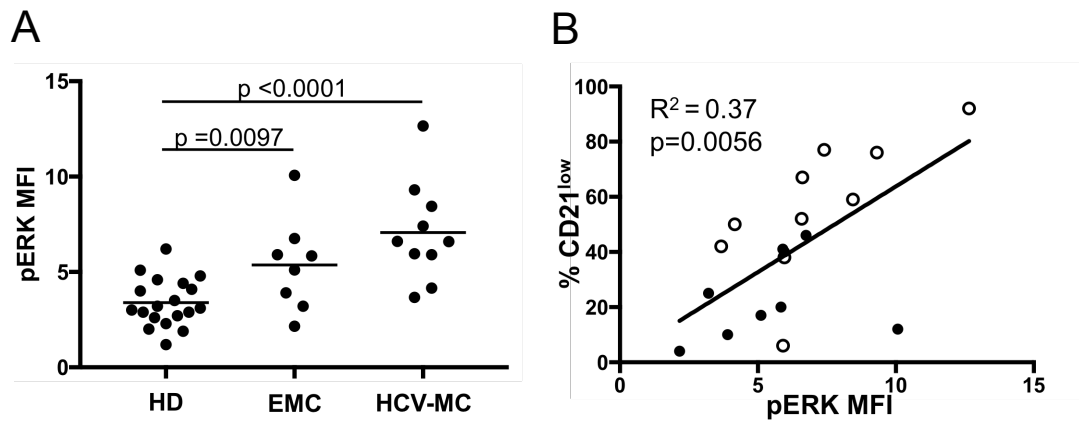 A
15
10
5
0
pERK MFI
p <0.0001
p =0.0097
HD EMC HCV-MC
B
100
80
60
40
20
0
% CD21low
R2 = 0.37
p=0.0056
0 5 10 15
pERK MFI